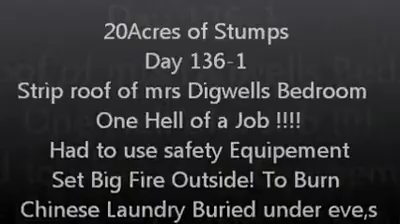 20Acres of Stumps
Day 136-1
Strip roof of mrs Digwells Bedroom
One Hell of a Job !!!!
Had to use safety Equipement
Set Big Fire Outside! To Burn
Chinese Laundry Buried under eve,s